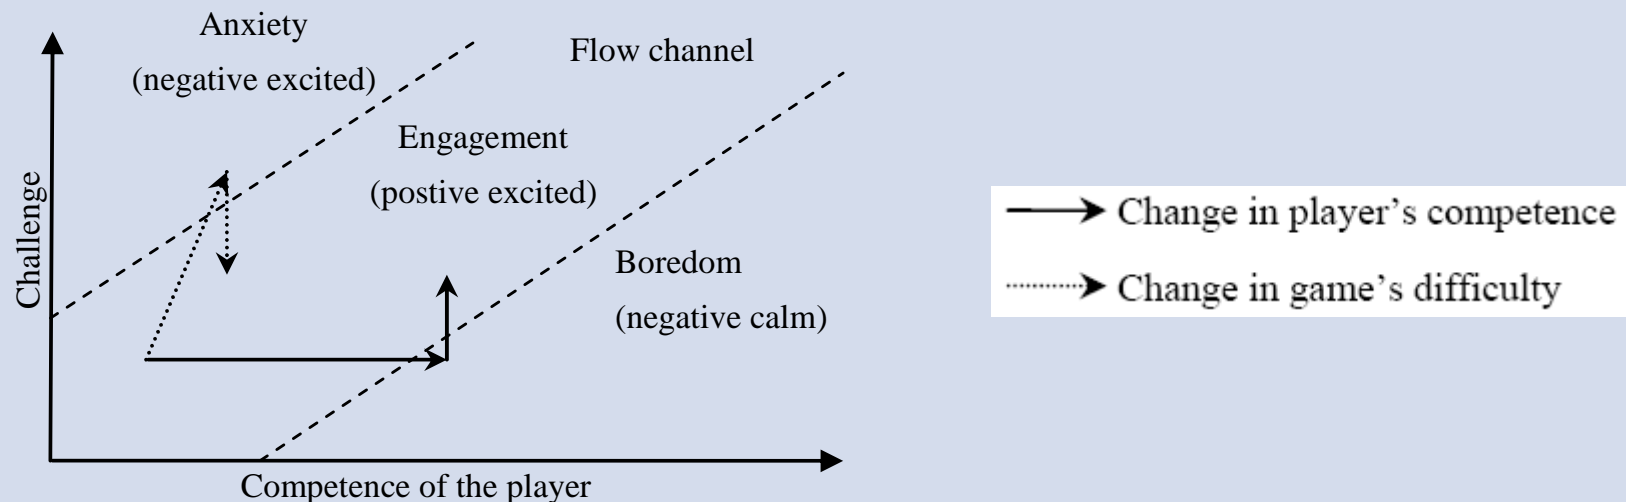 Anxiety
(negative excited)
Flow channel
Engagement
(postive excited)
Boredom
(negative calm)
Challenge
Competence of the player
Change in player's competence
Change in game's difficulty